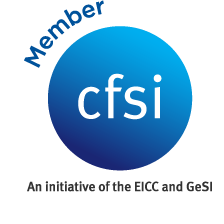 Member
cfsi
An initiative of the EICC and GeSI